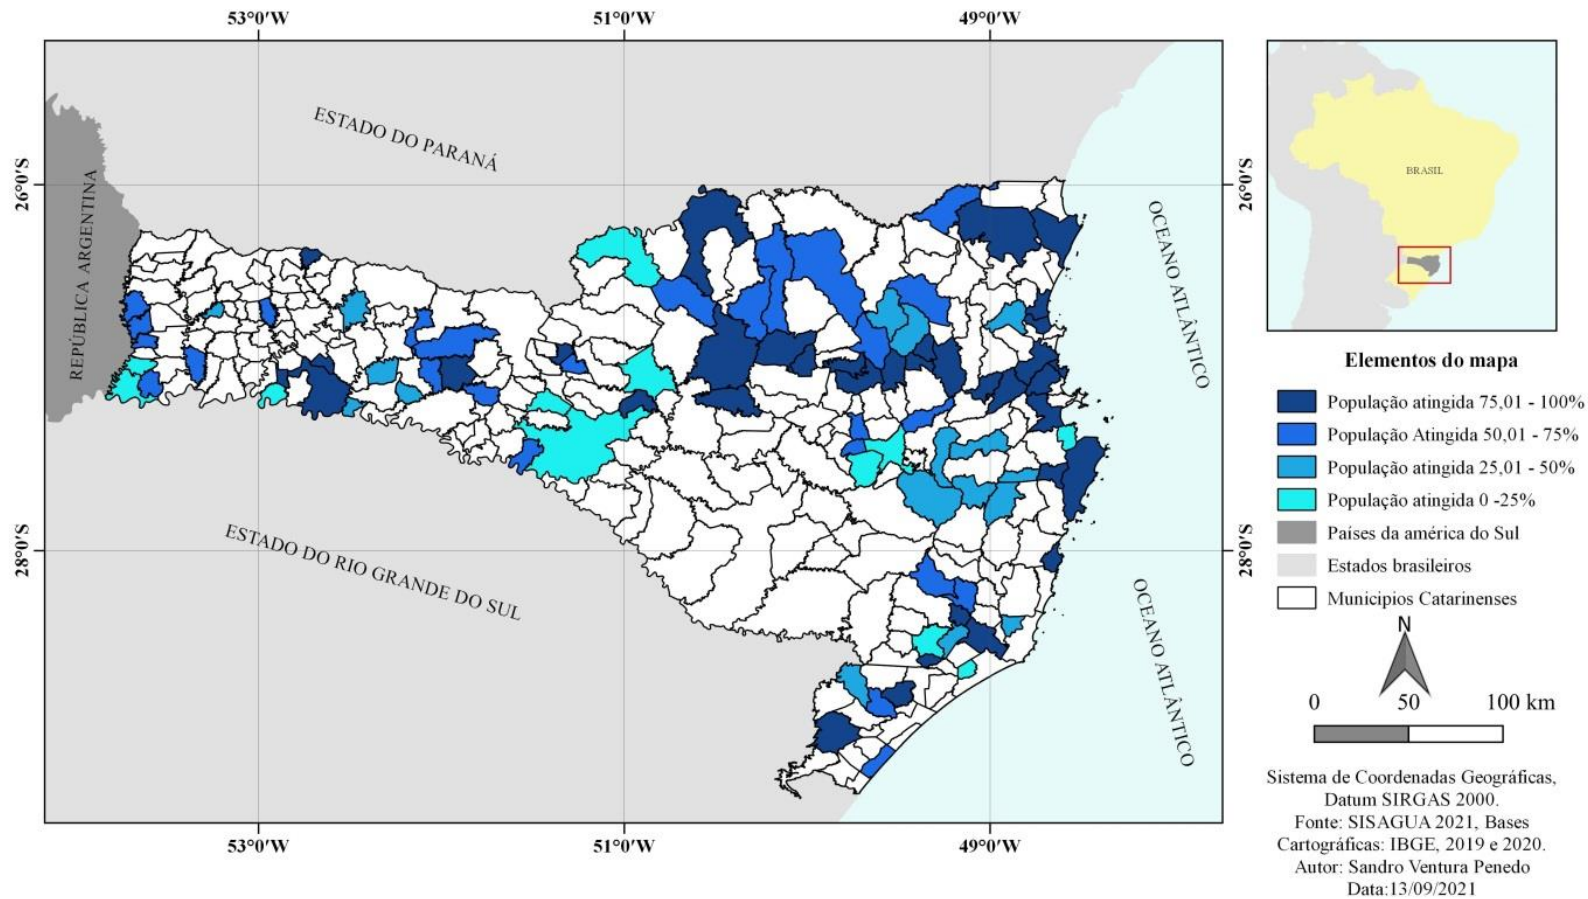 53°0'W
51°0'W
49°0'W
26°0'S
28°0'S
ESTADO DO PARANÁ
REPÚBLICA ARGENTINA
ESTADO DO RIO GRANDE DO SUL
OCEANO ATLÂNTICO
OCEANO ATLÂNTICO
26°0'S
28°0'S
53°0'W
51°0'W
49°0'W
BRASIL
Elementos do mapa
População atingida 75,01 - 100%
População Atingida 50,01 - 75%
População atingida 25,01 - 50%
População atingida 0 -25%
Países da américa do Sul
Estados brasileiros
Municipios Catarinenses
N
0 50 100 km
Sistema de Coordenadas Geográficas,
Datum SIRGAS 2000.
Fonte: SISAGUA 2021, Bases
Cartográficas: IBGE, 2019 e 2020.
Autor: Sandro Ventura Penedo
Data:13/09/2021